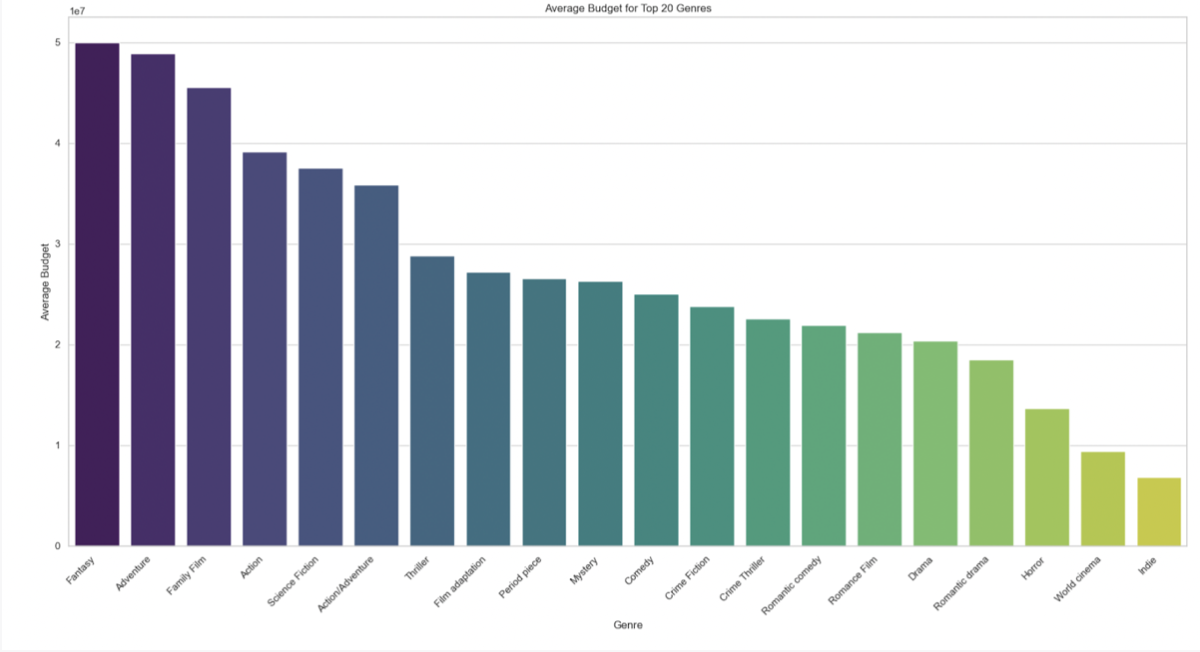 Average Budget for Top 20 Genres
1e7
5
4
3
2
1
0
Average Budget
Fantasy
Adventure
Family Film
Action
Science Fiction
Action/Adventure
Thriller
Film adaptation
Period piece
Mystery
Comedy
Crime Fiction
Crime Thriller
Romantic comedy
Romance Film
Drama
Romantic drama
Horror
World cinema
Indie
Genre